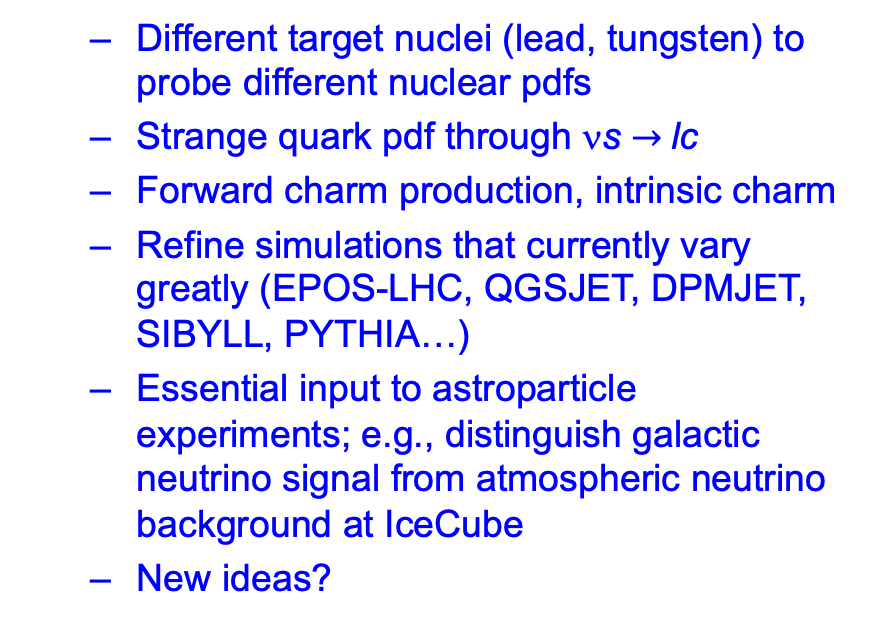 – Different target nuclei (lead, tungsten) to
probe different nuclear pdfs
– Strange quark pdf through νs → lc
– Forward charm production, intrinsic charm
– Refine simulations that currently vary
greatly (EPOS-LHC, QGSJET, DPMJET,
SIBYLL, PYTHIA…)
– Essential input to astroparticle
experiments; e.g., distinguish galactic
neutrino signal from atmospheric neutrino
background at IceCube
– New ideas?